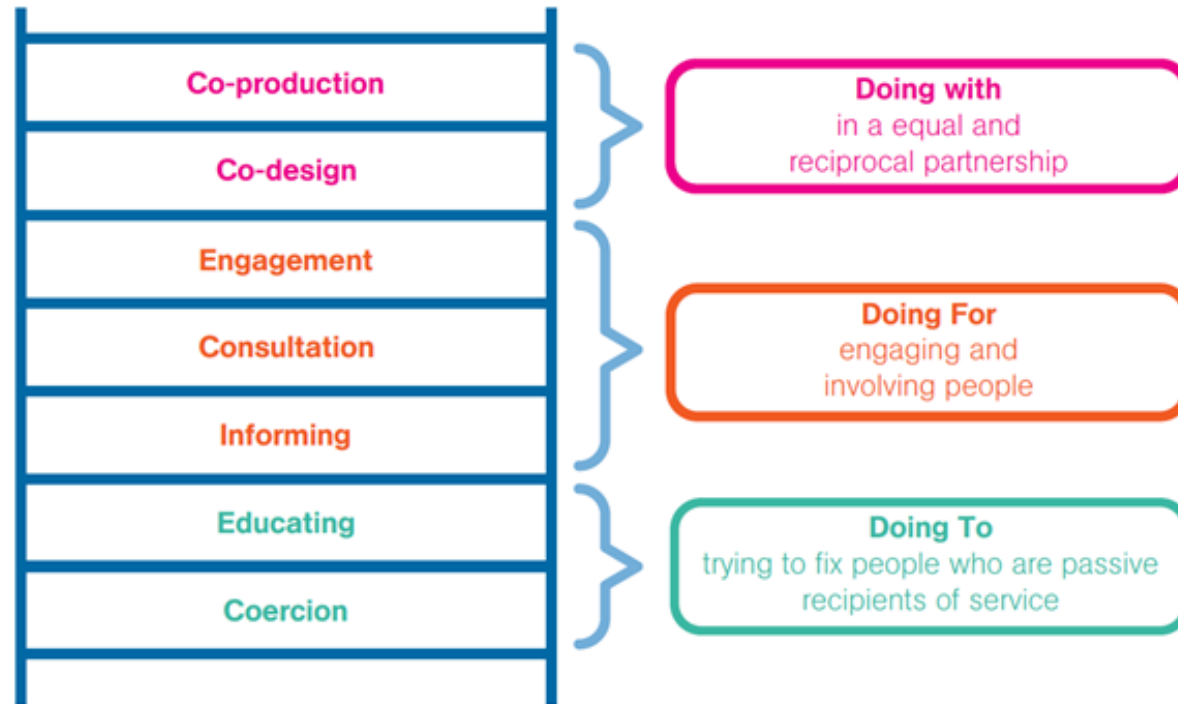 Co-production
Co-design
Engagement
Consultation
Informing
Educating
Coercion
Doing with
in a equal and
reciprocal partnership
Doing For
engaging and
involving people
Doing To
trying to fix people who are passive
recipients of service